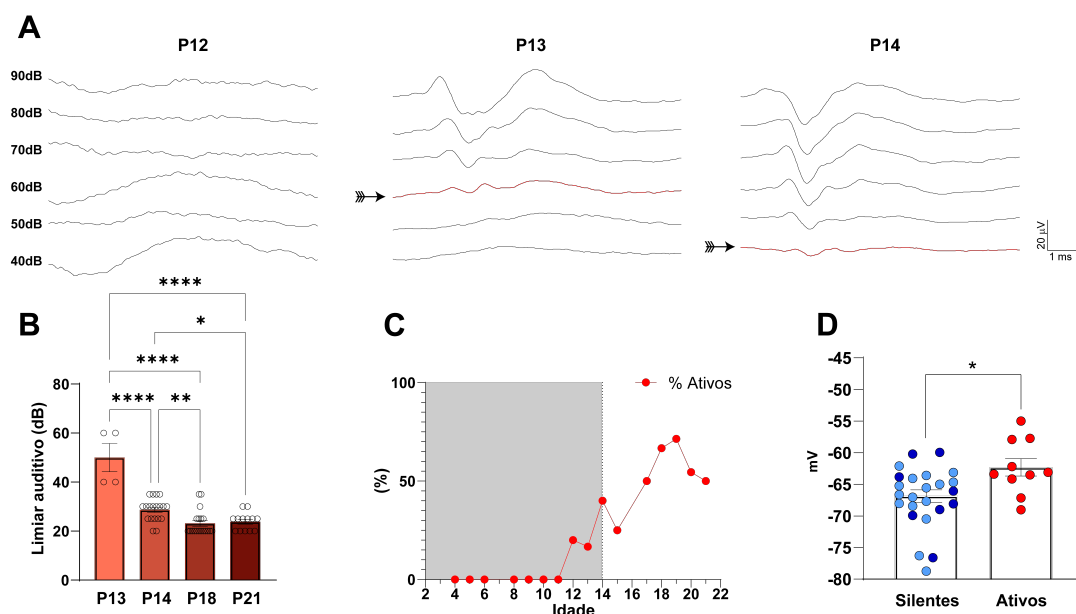 A
P12
P13
P14
90dB
80dB
70dB
60dB
50dB
40dB
20 µV
1 ms
B
****
*
****
****
**
Limiar auditivo (dB)
80
60
40
20
0
P13
P14
P18
P21
C
% Ativos
(%)
100
50
0
2 4 6 8 10 12 14 16 18 20 22
Idade
D
*
mV
-45
-50
-55
-60
-65
-70
-75
-80
Silentes
Ativos